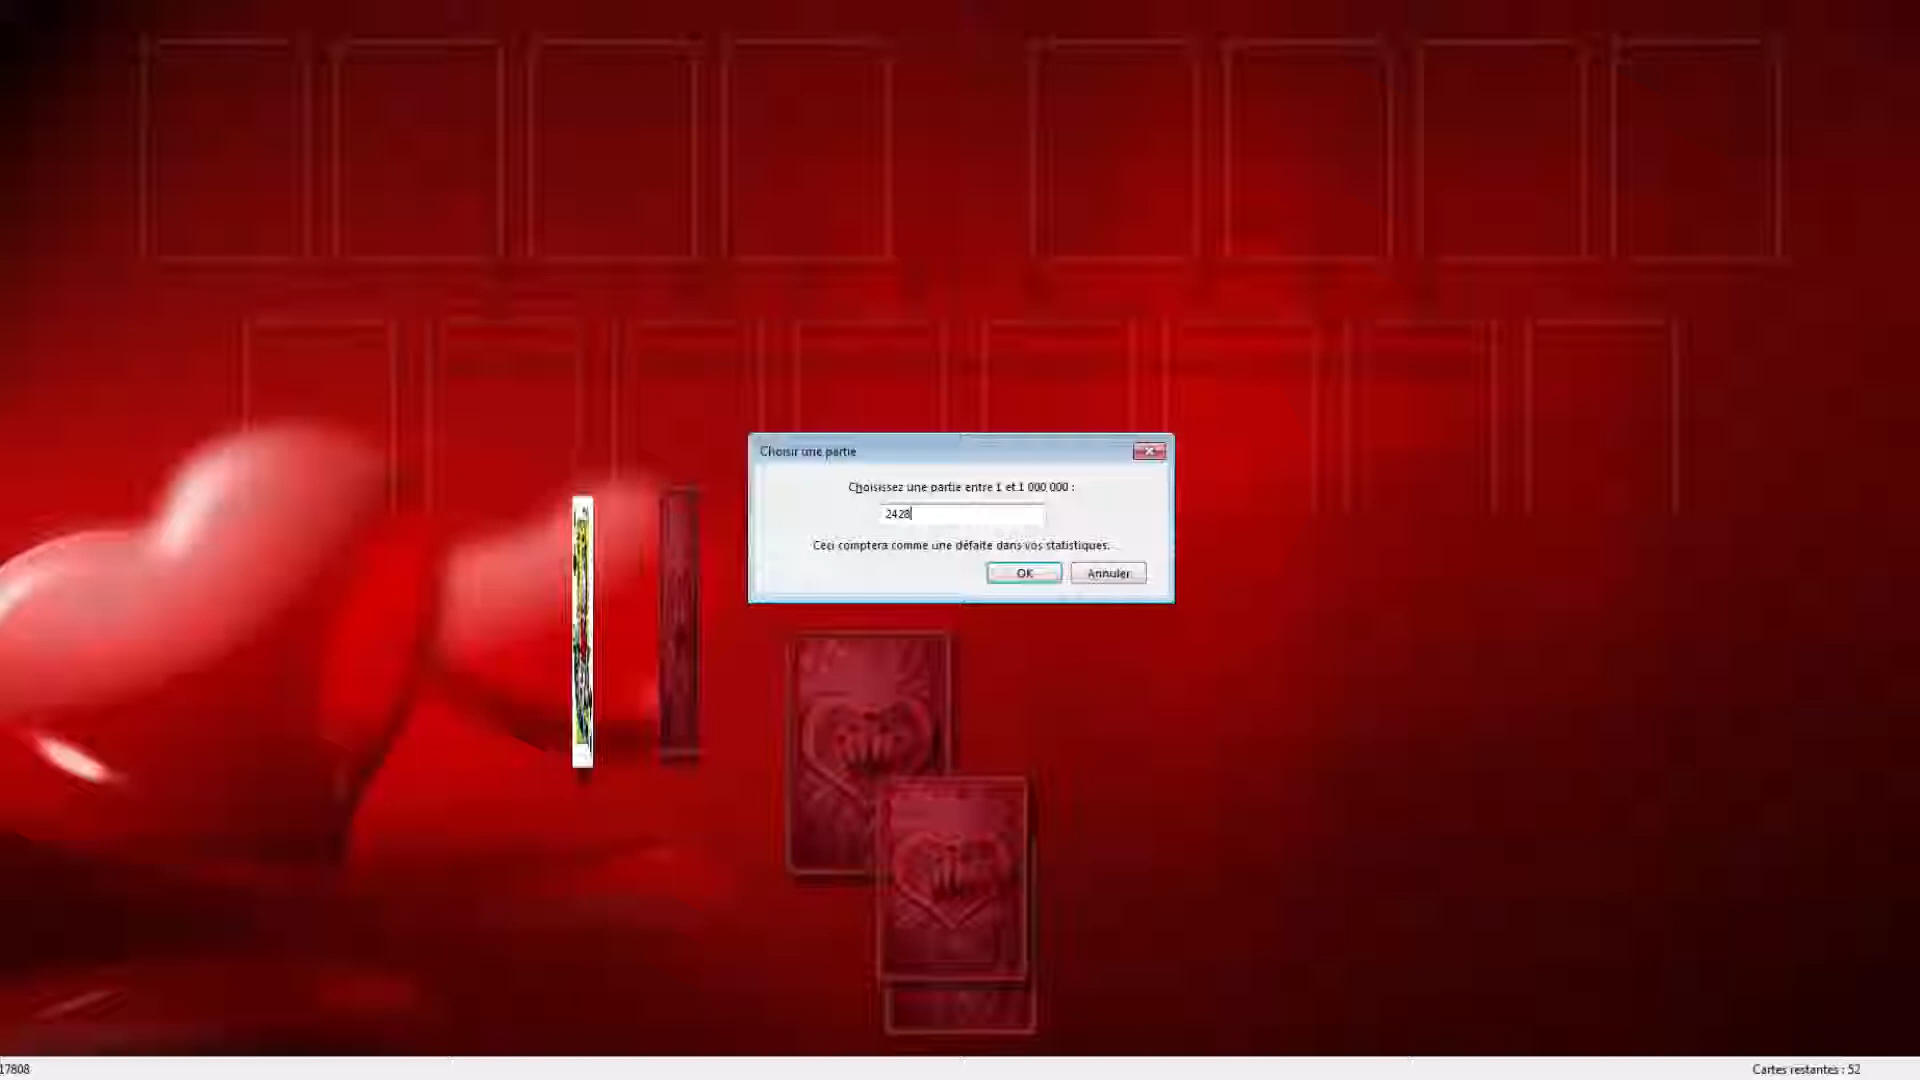 Choisir une partie
Choisissez une partie entre 1 et 1 000 000 :
2428
Ceci comptera comme une défaite dans vos statistiques.
OK
Annuler
17808
Cartes restantes : 52